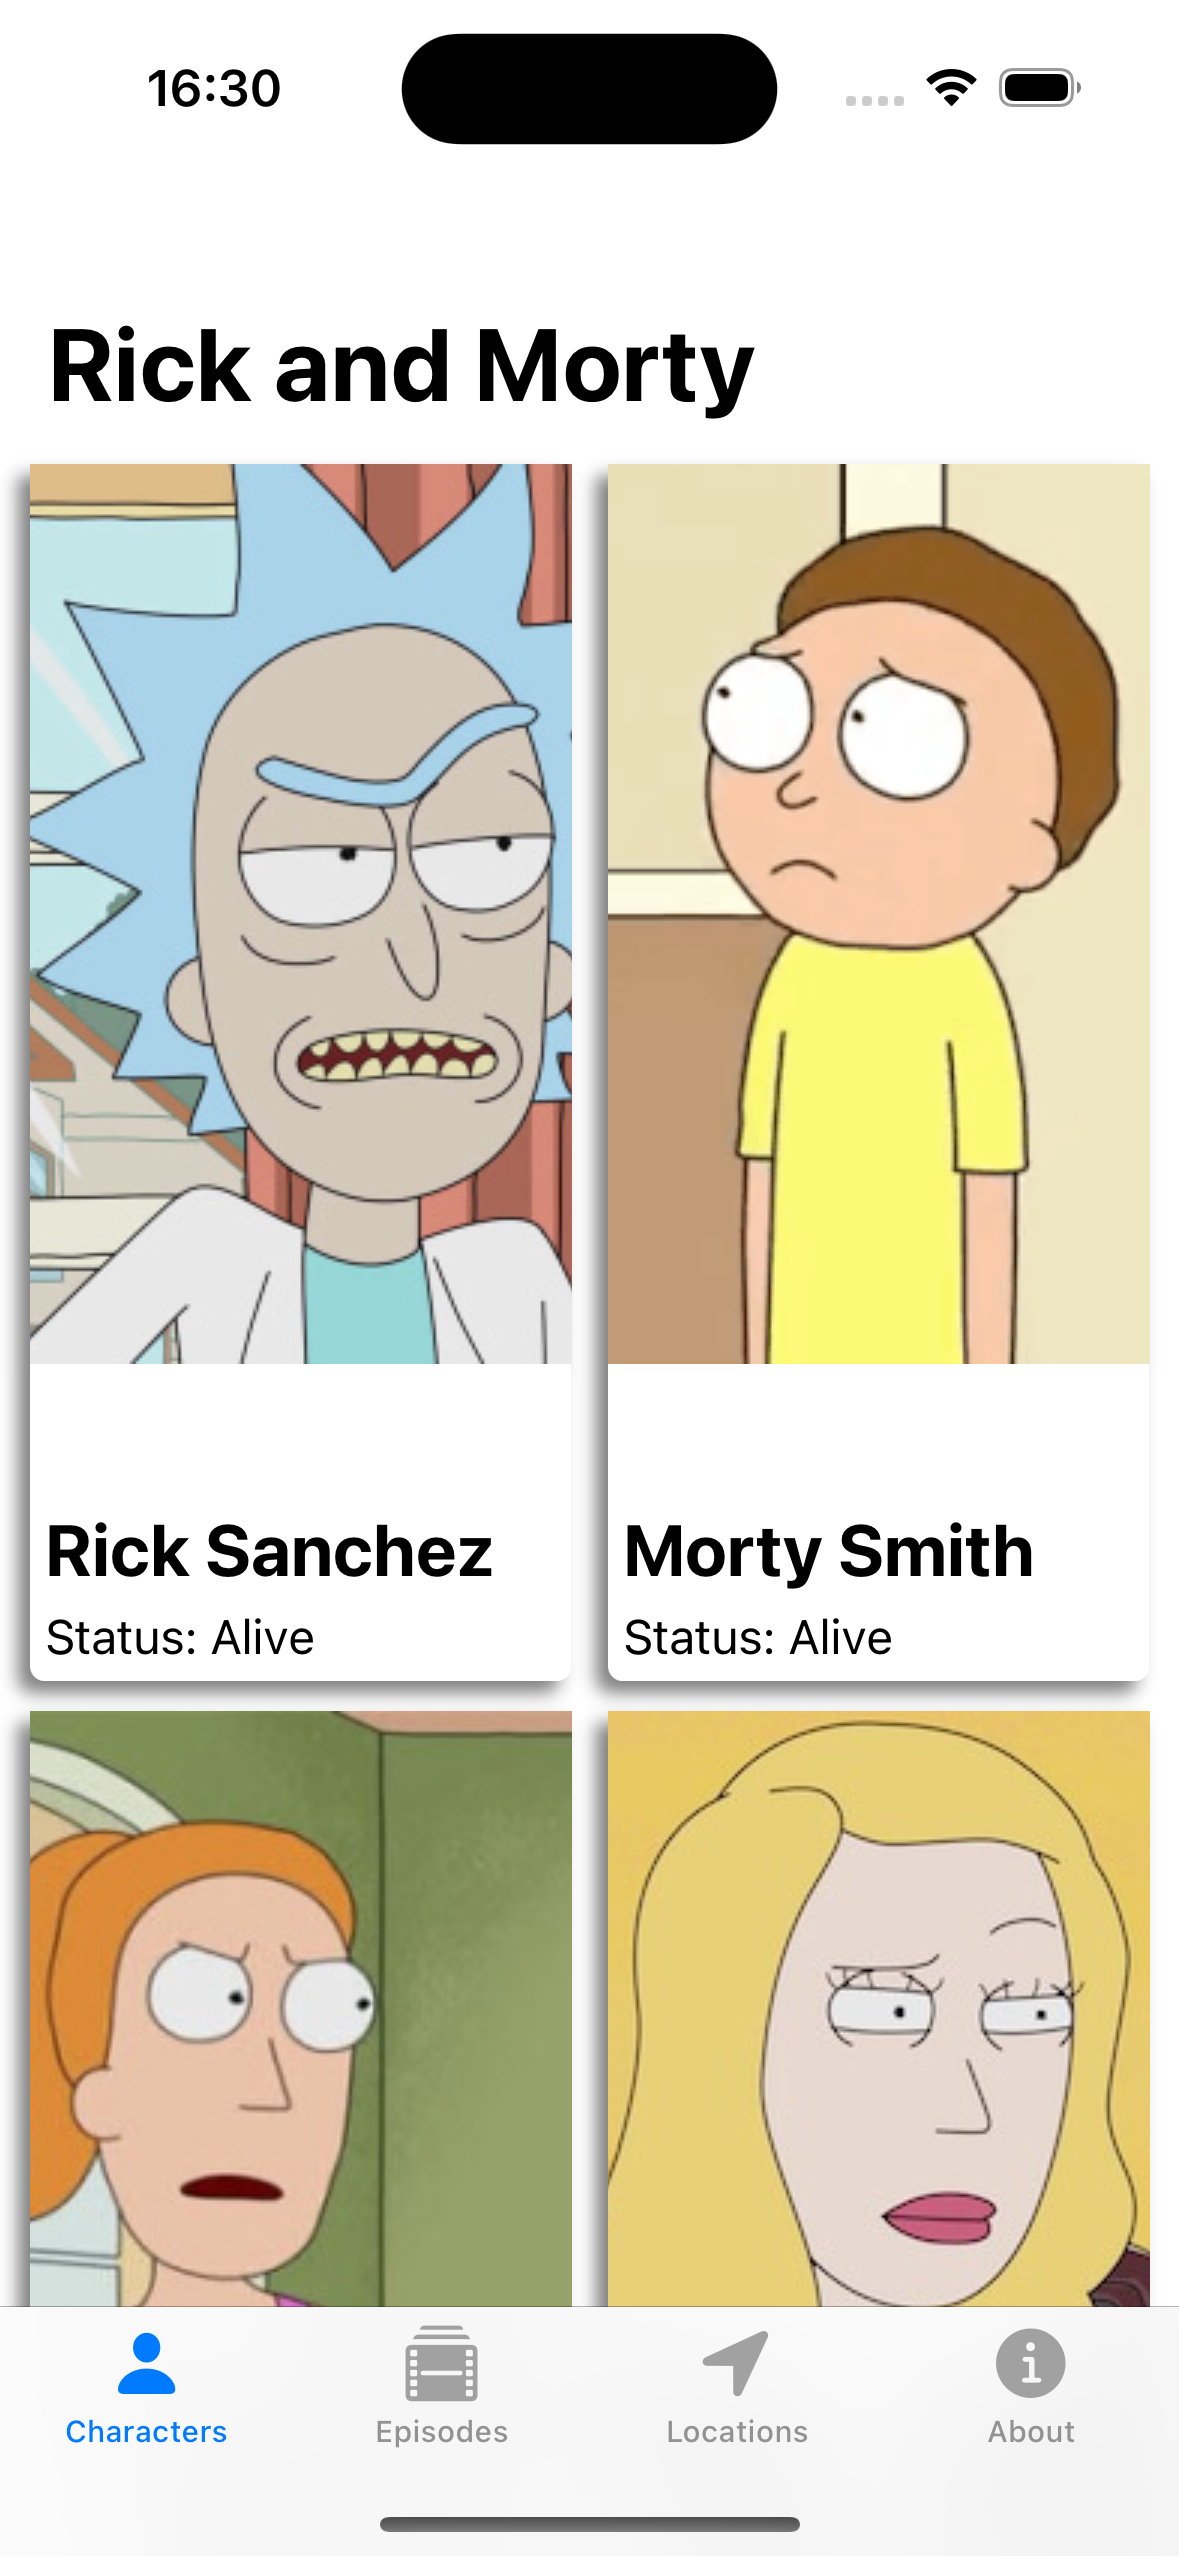 16:30
Rick and Morty
Rick Sanchez
Status: Alive
Morty Smith
Status: Alive
Characters
Episodes
Locations
About